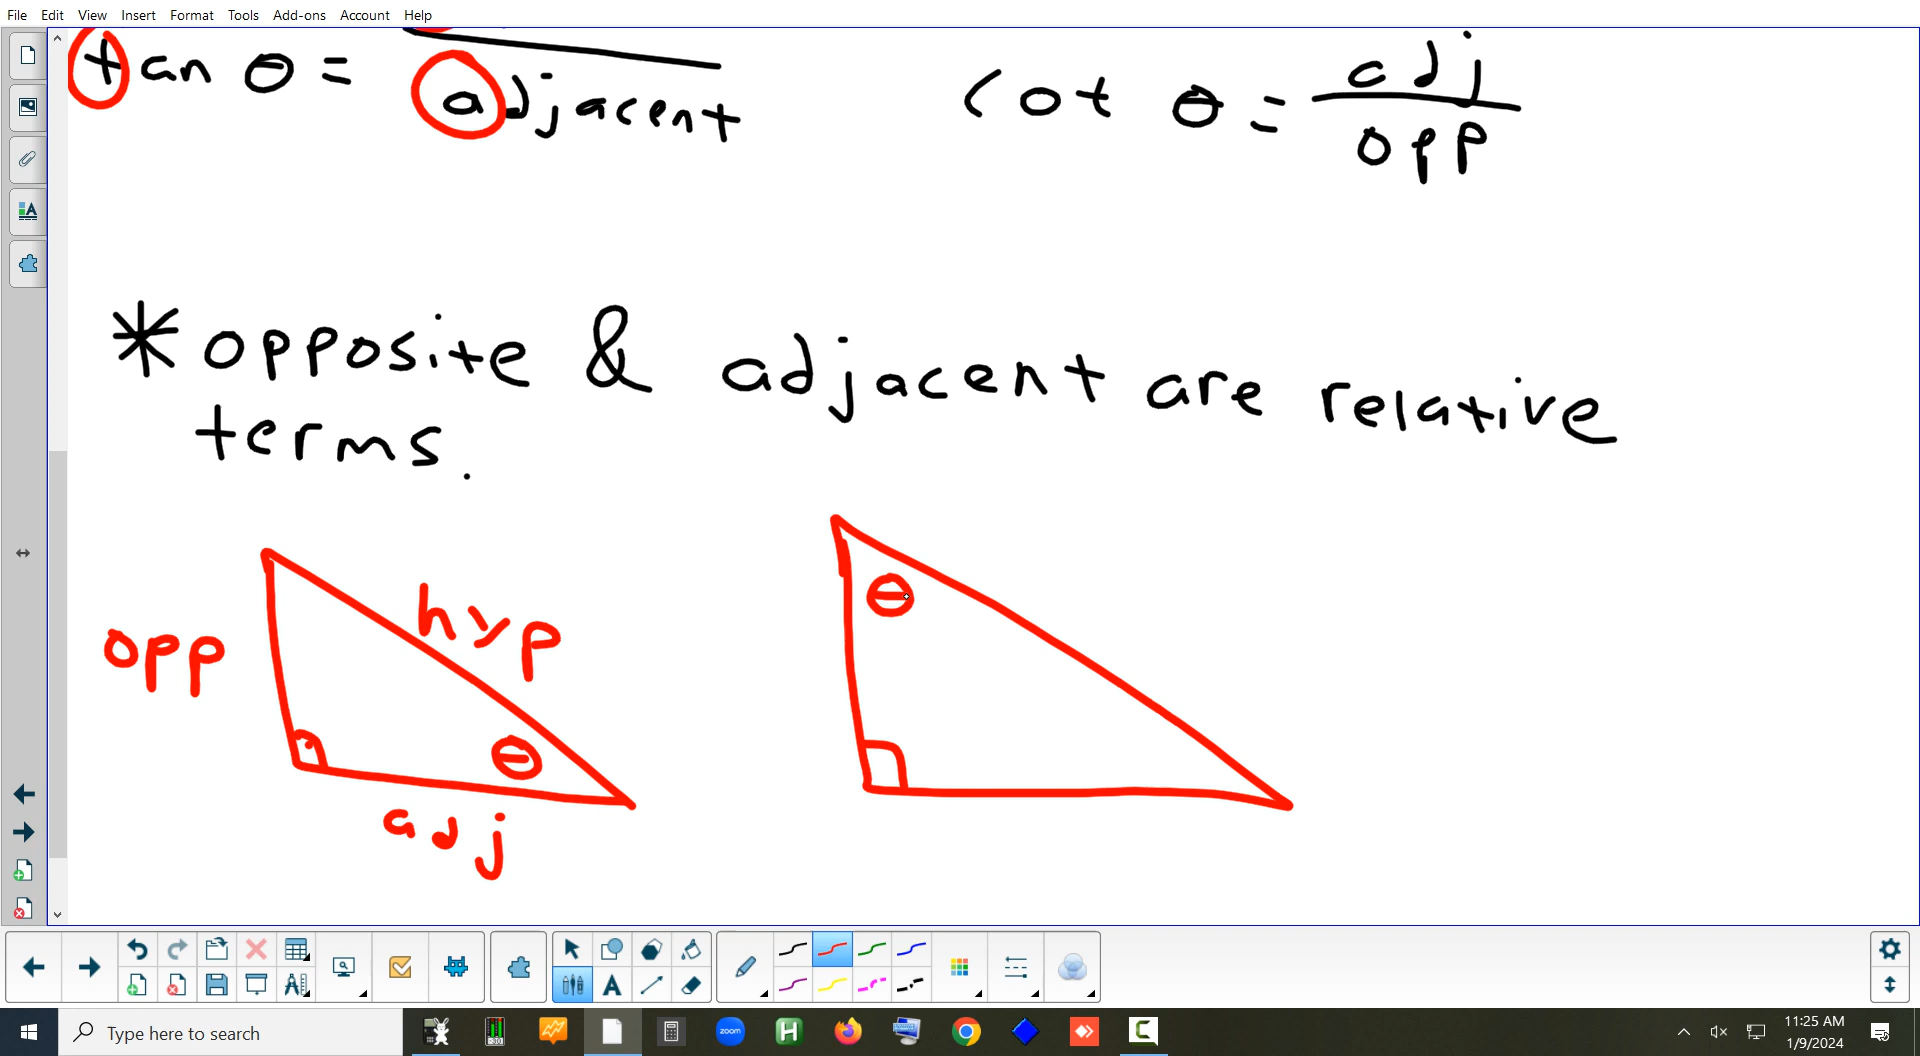 File Edit View Insert Format Tools Add-ons Account Help
tan θ = adjacent
cot θ = adj
opp
* opposite & adjacent are relative
terms.
opp
hyp
θ
adj
θ
Type here to search
zoom
11:25 AM
1/9/2024